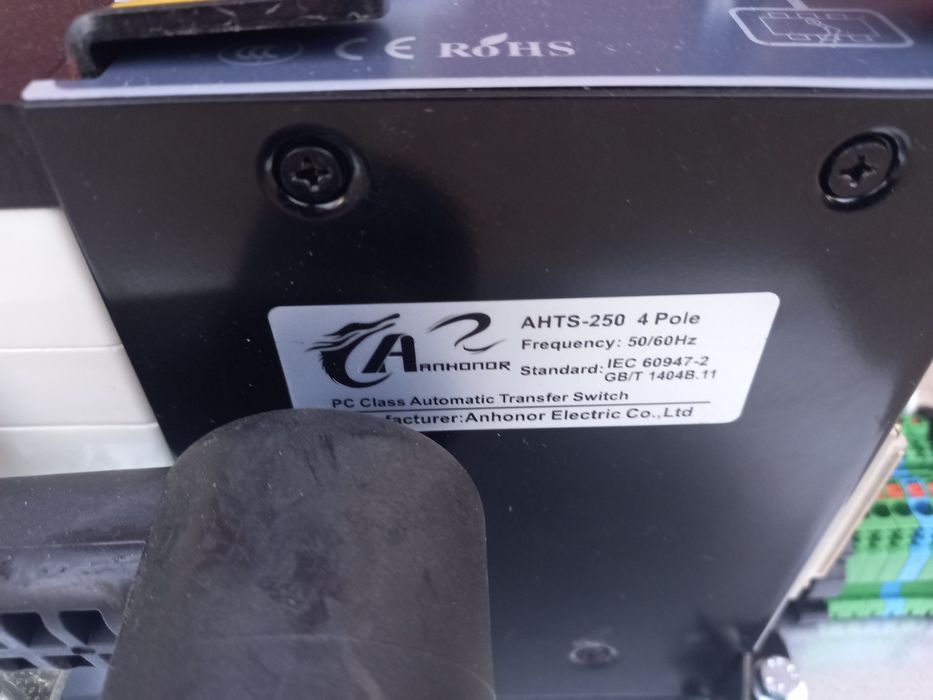 CCC CE RoHS
AHTS-250 4 Pole
Frequency: 50/60Hz
ANHONOR
Standard: IEC 60947-2
GB/T 1404B.11
PC Class Automatic Transfer Switch
facturer: Anhonor Electric Co.,Ltd